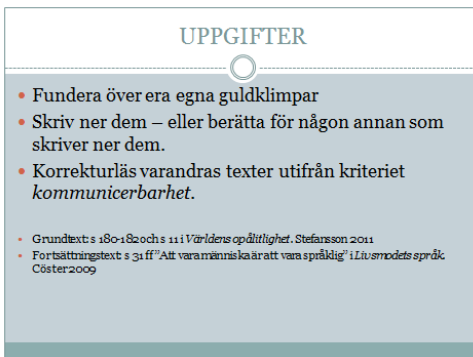 UPPGIFTER
Fundera över era egna guldklimpar
Skriv ner dem – eller berätta för någon annan som
skriver ner dem.
Korrekturläs varandras texter utifrån kriteriet
kommunicerbarhet.
Grundtext: s 180-182 och s 11 i Världens opålitlighet. Stefansson 2011
Fortsättningstext: s 31 ff "Att vara människa är att vara språklig" i Livsmodets språk.
Cöster 2009